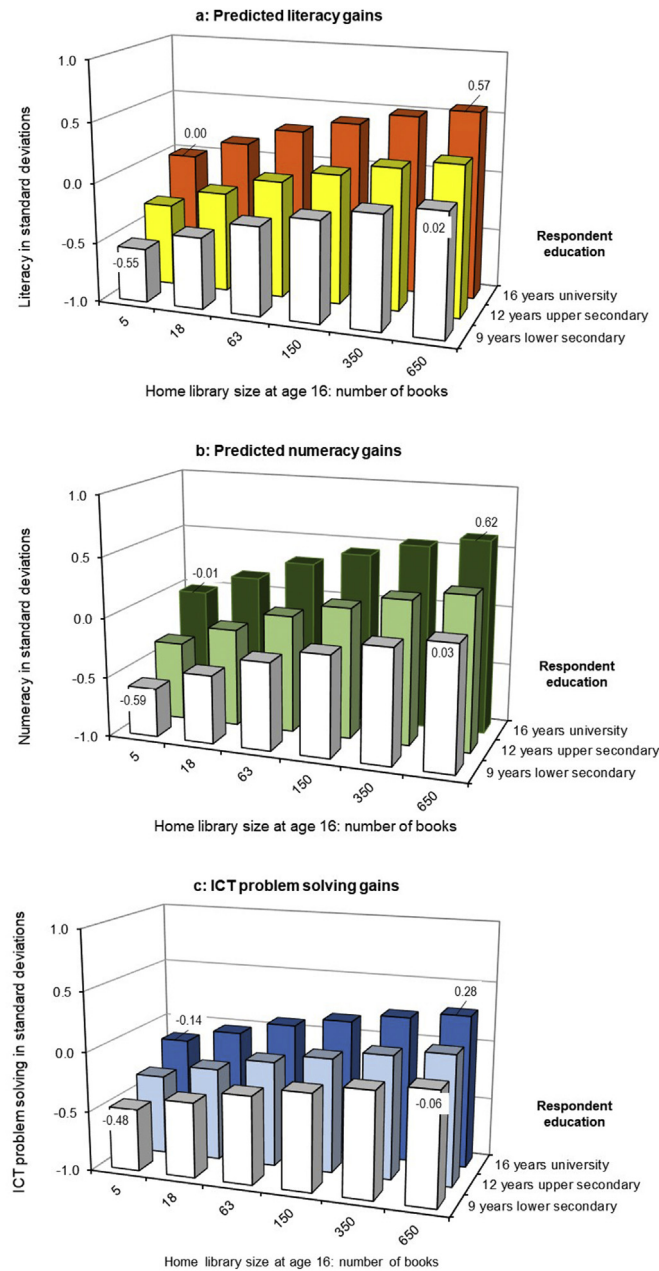 a: Predicted literacy gains
1.0
0.57
0.5
0.00
0.0
0.02
-0.5
-0.55
-1.0
Literacy in standard deviations
Respondent
education
16 years university
12 years upper secondary
9 years lower secondary
5
18
63
150
350
650
Home library size at age 16: number of books
b: Predicted numeracy gains
1.0
0.62
0.5
-0.01
0.0
0.03
-0.5
-0.59
-1.0
Numeracy in standard deviations
Respondent
education
16 years university
12 years upper secondary
9 years lower secondary
5
18
63
150
350
650
Home library size at age 16: number of books
c: ICT problem solving gains
1.0
0.28
0.5
-0.14
0.0
-0.06
-0.5
-0.48
-1.0
ICT problem solving in standard deviations
Respondent
education
16 years university
12 years upper secondary
9 years lower secondary
5
18
63
150
350
650
Home library size at age 16: number of books